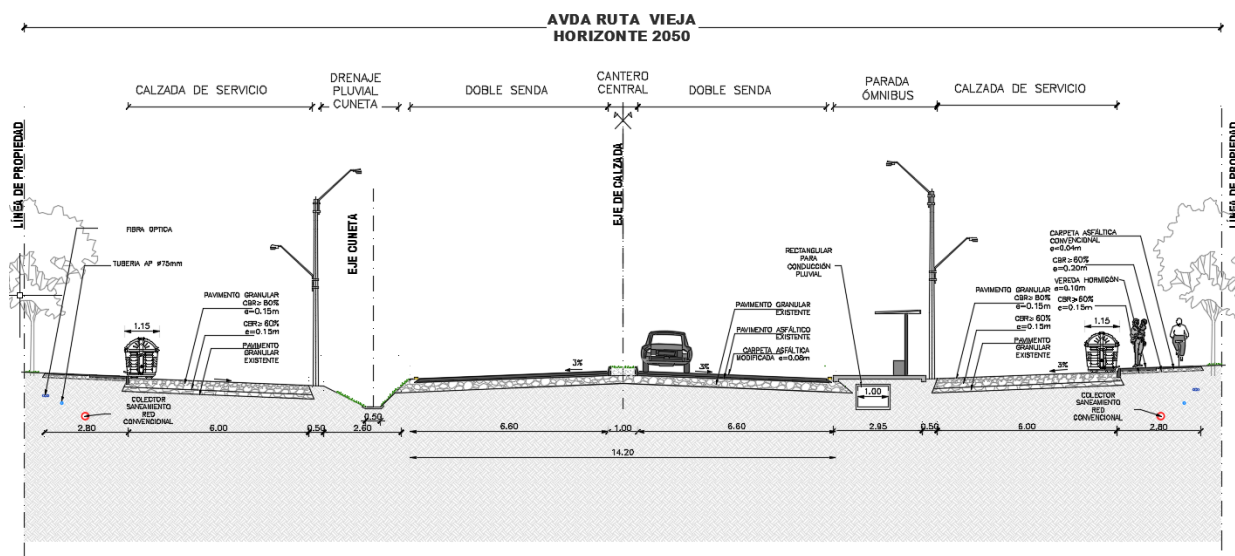 AVDA RUTA VIEJA
HORIZONTE 2050
CALZADA DE SERVICIO
DRENAJE
PLUVIAL
CUNETA
DOBLE SENDA
CANTERO
CENTRAL
DOBLE SENDA
PARADA
ÓMNIBUS
CALZADA DE SERVICIO
LÍNEA DE PROPIEDAD
EJE CUNETA
EJE DE CALZADA
LÍNEA DE PROPIEDAD
FIBRA OPTICA
TUBERIA AP ø75mm
PAVIMENTO GRANULAR
CBR≥ 80%
e=0.15m
CBR≥ 60%
e=0.15m
PAVIMENTO
GRANULAR
EXISTENTE
1.15
COLECTOR
SANEAMIENTO
RED
CONVENCIONAL
3%
3%
PAVIMENTO GRANULAR
EXISTENTE
PAVIMENTO ASFÁLTICO
EXISTENTE
CARPETA ASFÁLTICA
MODIFICADA e=0.08m
RECTANGULAR
PARA
CONDUCCIÓN
PLUVIAL
1.00
CARPETA ASFÁLTICA
CONVENCIONAL
e=0.04m
CBR≥60%
e=0.20m
VEREDA HORMIGÓN
e=0.10m
CBR≥60%
e=0.15m
PAVIMENTO GRANULAR
CBR≥ 80%
e=0.15m
CBR≥ 60%
e=0.15m
PAVIMENTO
GRANULAR
EXISTENTE
1.15
3%
COLECTOR
SANEAMIENTO
RED
CONVENCIONAL
0.50
2.80
6.00
0.50
2.60
6.60
1.00
6.60
2.95
0.50
6.00
2.80
14.20